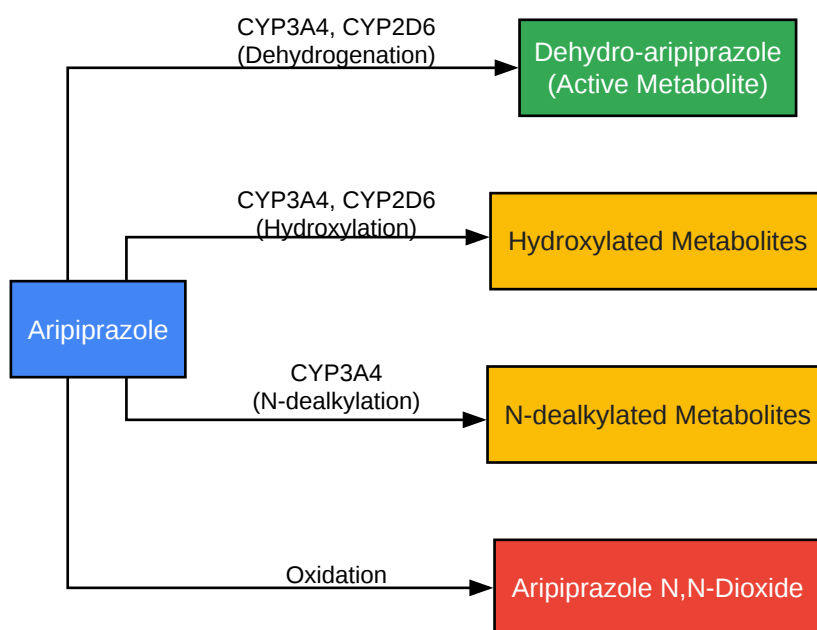 CYP3A4, CYP2D6
(Dehydrogenation)
Dehydro-aripiprazole
(Active Metabolite)
CYP3A4, CYP2D6
(Hydroxylation)
Hydroxylated Metabolites
Aripiprazole
CYP3A4
(N-dealkylation)
N-dealkylated Metabolites
Oxidation
Aripiprazole N,N-Dioxide